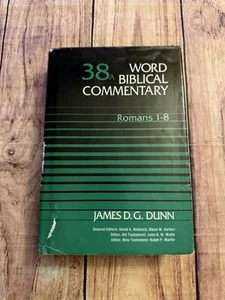 38A
WORD
BIBLICAL
COMMENTARY
Romans 1-8
JAMES D. G. DUNN
General Editors: David A. Hubbard, Glenn W. Barker
Editor, Old Testament: John D. W. Watts
Editor, New Testament: Ralph P. Martin